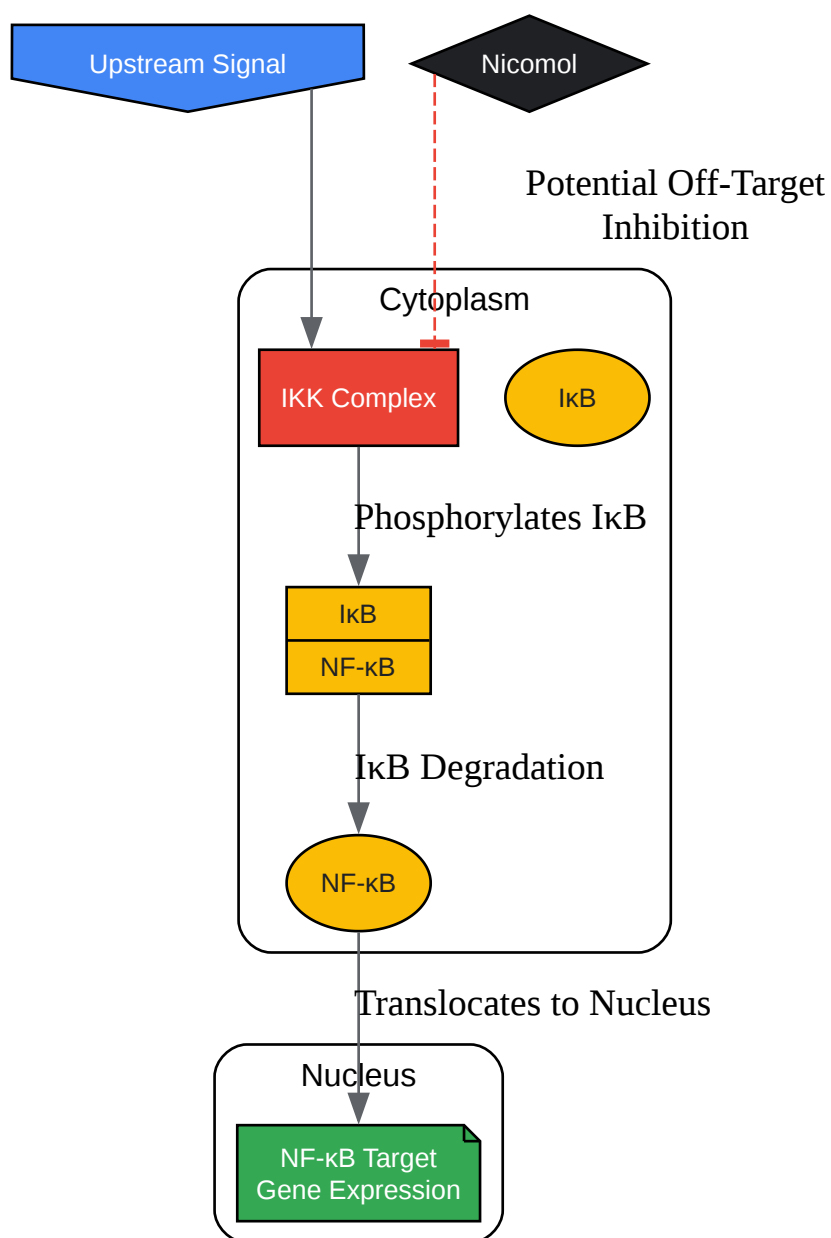 Upstream Signal
Nicomol
Potential Off-Target
Inhibition
Cytoplasm
IKK Complex
IκB
Phosphorylates IκB
IκB
NF-κB
IκB Degradation
NF-κB
Translocates to Nucleus
Nucleus
NF-κB Target
Gene Expression